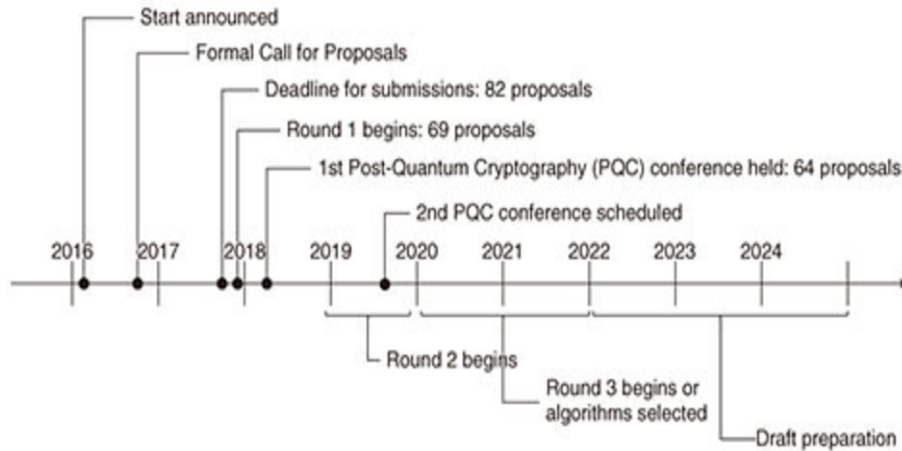 Start announced
Formal Call for Proposals
Deadline for submissions: 82 proposals
Round 1 begins: 69 proposals
1st Post-Quantum Cryptography (PQC) conference held: 64 proposals
2nd PQC conference scheduled
2016 2017 2018 2019 2020 2021 2022 2023 2024
Round 2 begins
Round 3 begins or
algorithms selected
Draft preparation